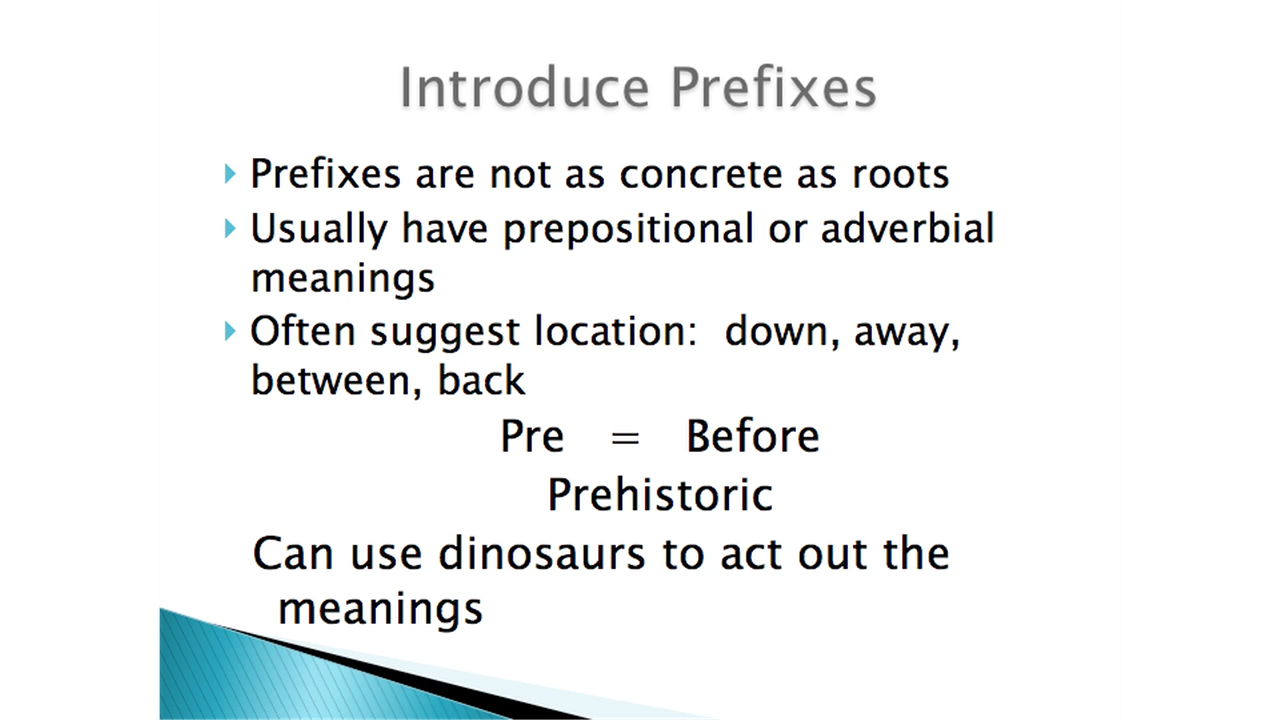 Introduce Prefixes
Prefixes are not as concrete as roots
Usually have prepositional or adverbial
meanings
Often suggest location:  down, away,
between, back
Pre = Before
Prehistoric
Can use dinosaurs to act out the
meanings